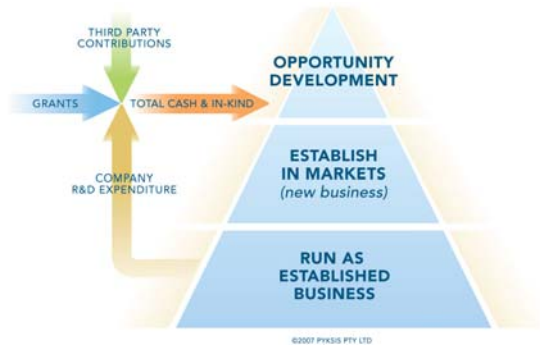 THIRD PARTY
CONTRIBUTIONS
OPPORTUNITY
DEVELOPMENT
GRANTS
TOTAL CASH & IN-KIND
ESTABLISH
IN MARKETS
(new business)
COMPANY
R&D EXPENDITURE
RUN AS
ESTABLISHED
BUSINESS
©2007 PYKSIS PTY LTD